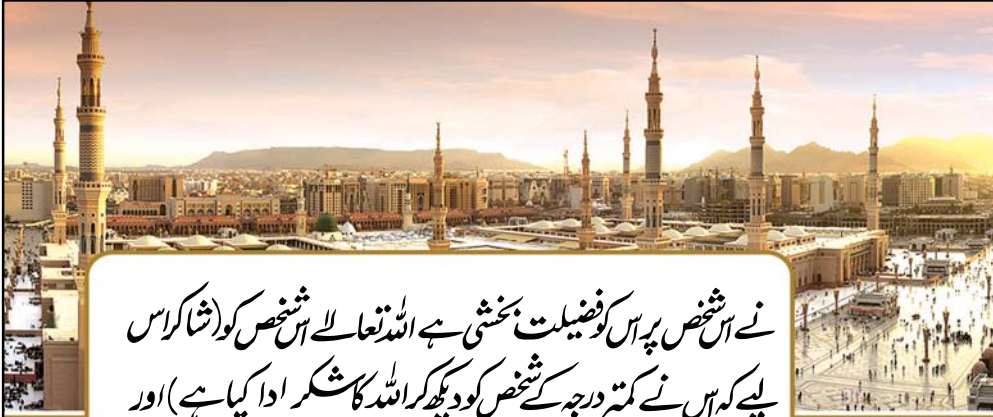 نے اس شخص پر اس کو فضیلت بخشی ہے اللہ تعالےٰ اس شخص کو (شاکر اس
لیے کہ اس نے کمتر درجہ کے شخص کو دیکھ کر اللہ کا شکر ادا کیا ہے) اور